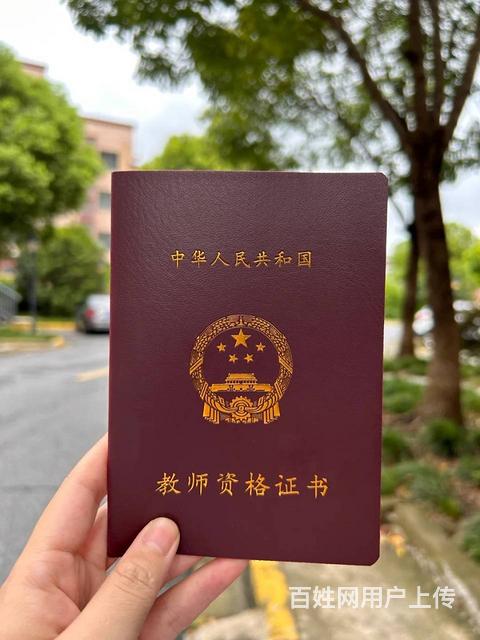 中华人民共和国
教师资格证书
百姓网用户上传